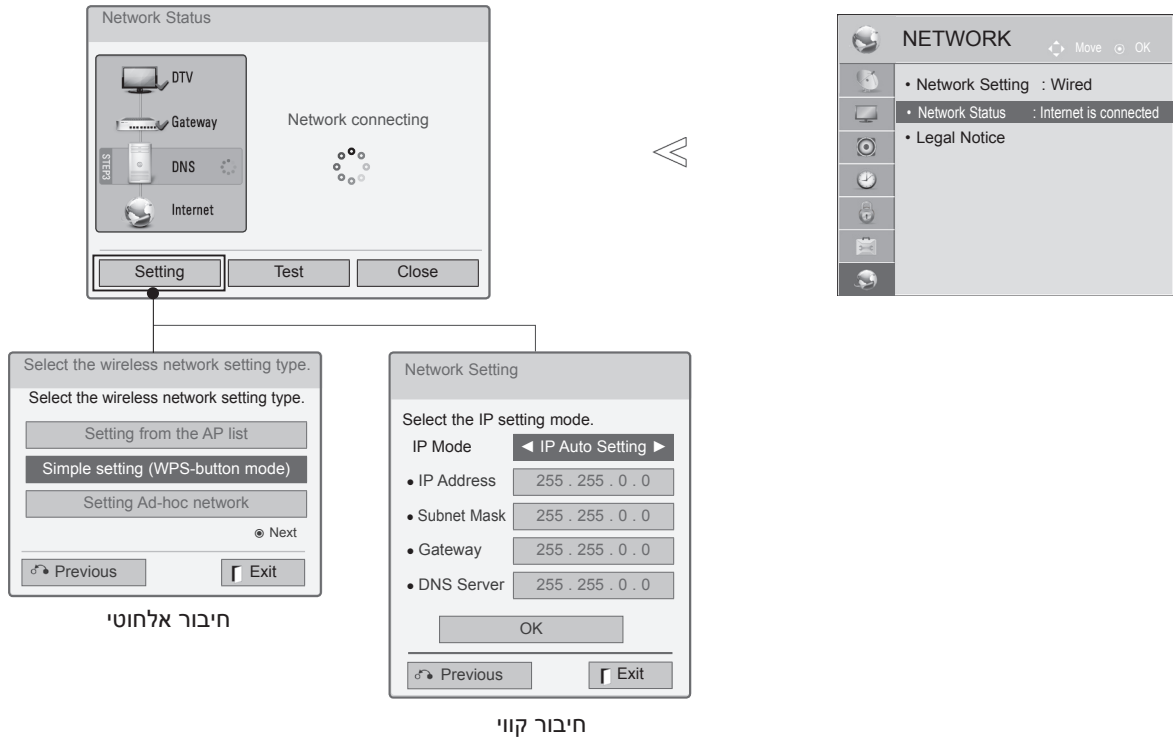 Network Status
DTV
Gateway
STEP3
DNS
Internet
Network connecting
Setting Test Close
NETWORK
Move OK
• Network Setting : Wired
• Network Status : Internet is connected
• Legal Notice
Select the wireless network setting type.
Select the wireless network setting type.
Setting from the AP list
Simple setting (WPS-button mode)
Setting Ad-hoc network
Next
Previous Exit
חיבור אלחוטי
Network Setting
Select the IP setting mode.
IP Mode ◄ IP Auto Setting ►
• IP Address 255 . 255 . 0 . 0
• Subnet Mask 255 . 255 . 0 . 0
• Gateway 255 . 255 . 0 . 0
• DNS Server 255 . 255 . 0 . 0
OK
Previous Exit
חיבור קווי